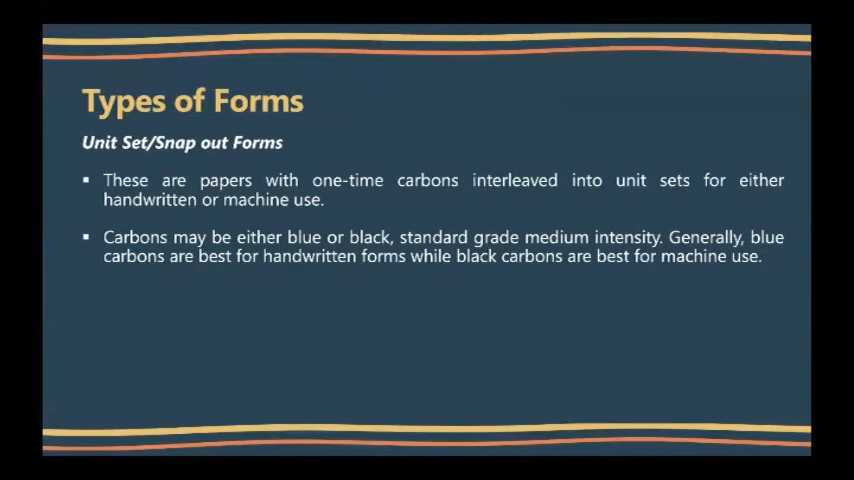 Types of Forms
Unit Set/Snap out Forms
▪ These are papers with one-time carbons interleaved into unit sets for either
handwritten or machine use.
▪ Carbons may be either blue or black, standard grade medium intensity. Generally, blue
carbons are best for handwritten forms while black carbons are best for machine use.